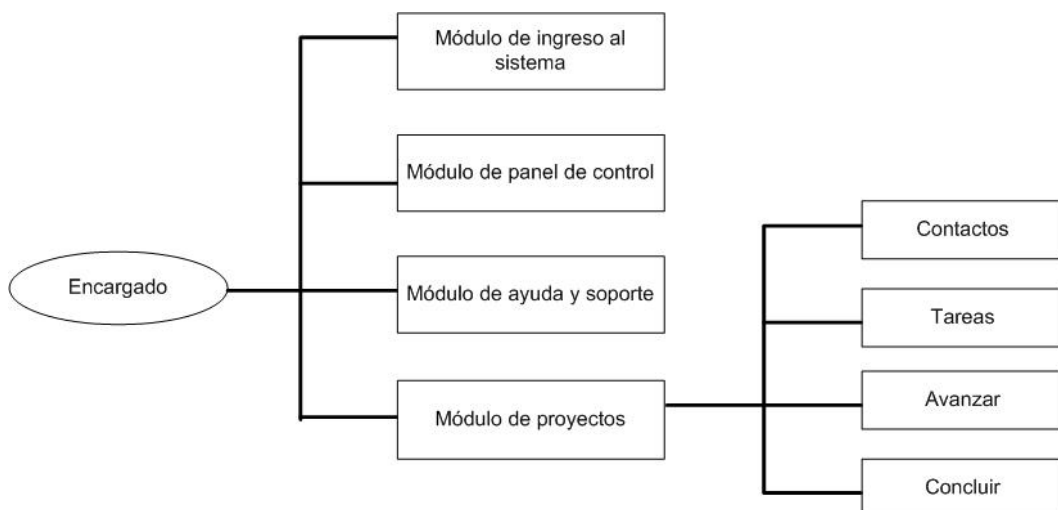 Módulo de ingreso al
sistema
Módulo de panel de control
Contactos
Encargado
Módulo de ayuda y soporte
Tareas
Avanzar
Módulo de proyectos
Concluir